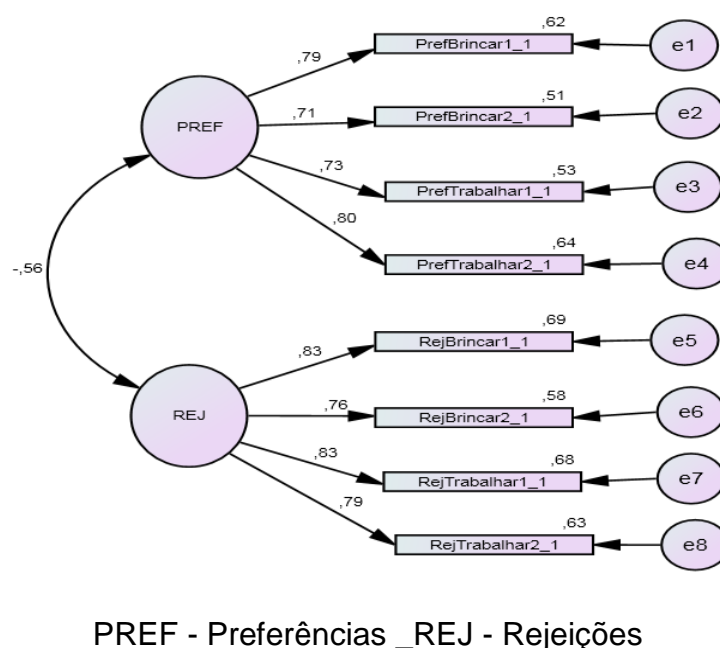 ,62
PrefBrincar1_1
e1
,79
,51
PrefBrincar2_1
e2
,71
PREF
,53
PrefTrabalhar1_1
e3
,73
,64
PrefTrabalhar2_1
e4
,80
-,56
,69
RejBrincar1_1
e5
,83
,58
RejBrincar2_1
e6
,76
REJ
,68
RejTrabalhar1_1
e7
,83
,63
RejTrabalhar2_1
e8
,79
PREF - Preferências _REJ - Rejeições